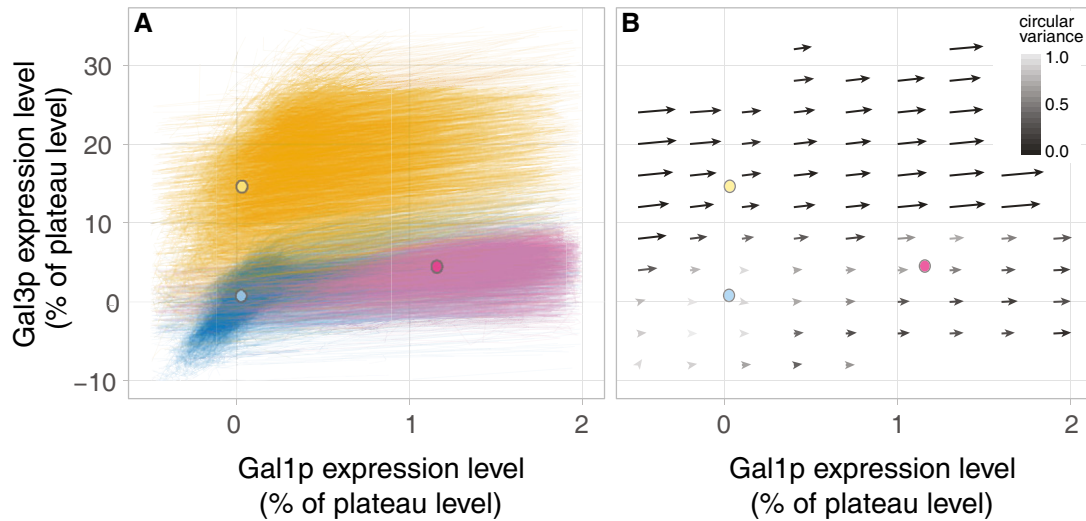 A
B
circular
variance
1.0
0.5
0.0
Gal3p expression level
(% of plateau level)
30
20
10
0
−10
0
1
2
0
1
2
Gal1p expression level
(% of plateau level)
Gal1p expression level
(% of plateau level)